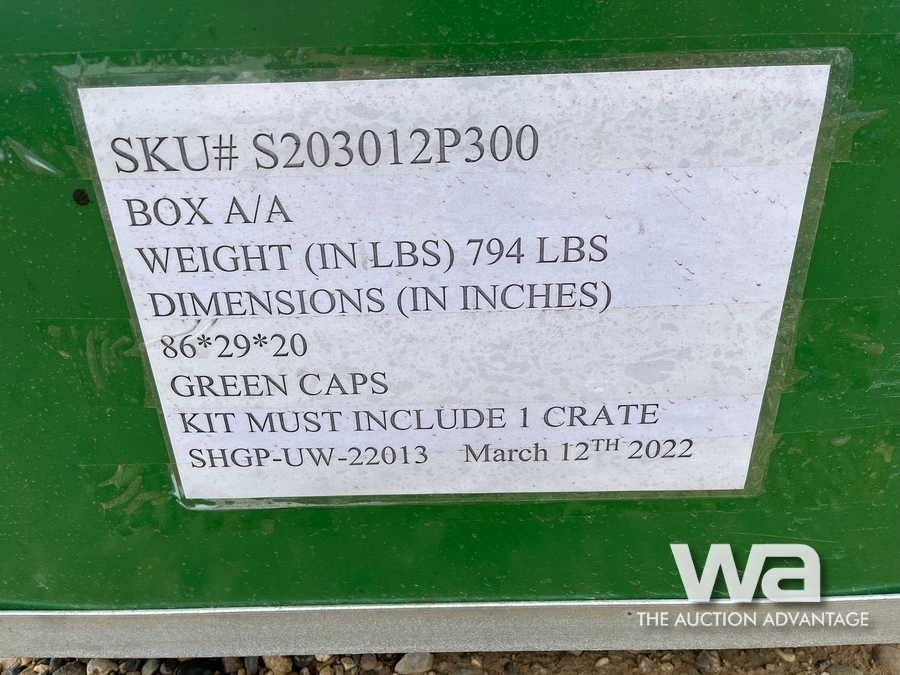 SKU# S203012P300
BOX A/A
WEIGHT (IN LBS) 794 LBS
DIMENSIONS (IN INCHES)
86*29*20
GREEN CAPS
KIT MUST INCLUDE 1 CRATE
SHGP-UW-22013 March 12TH 2022
wa
THE AUCTION ADVANTAGE